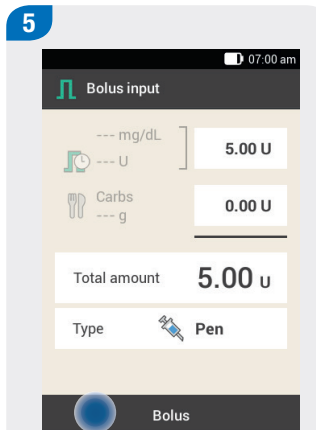 5
07:00 am
Bolus input
--- mg/dL
--- U
5.00 U
Carbs
--- g
0.00 U
Total amount 5.00 U
Type Pen
Bolus